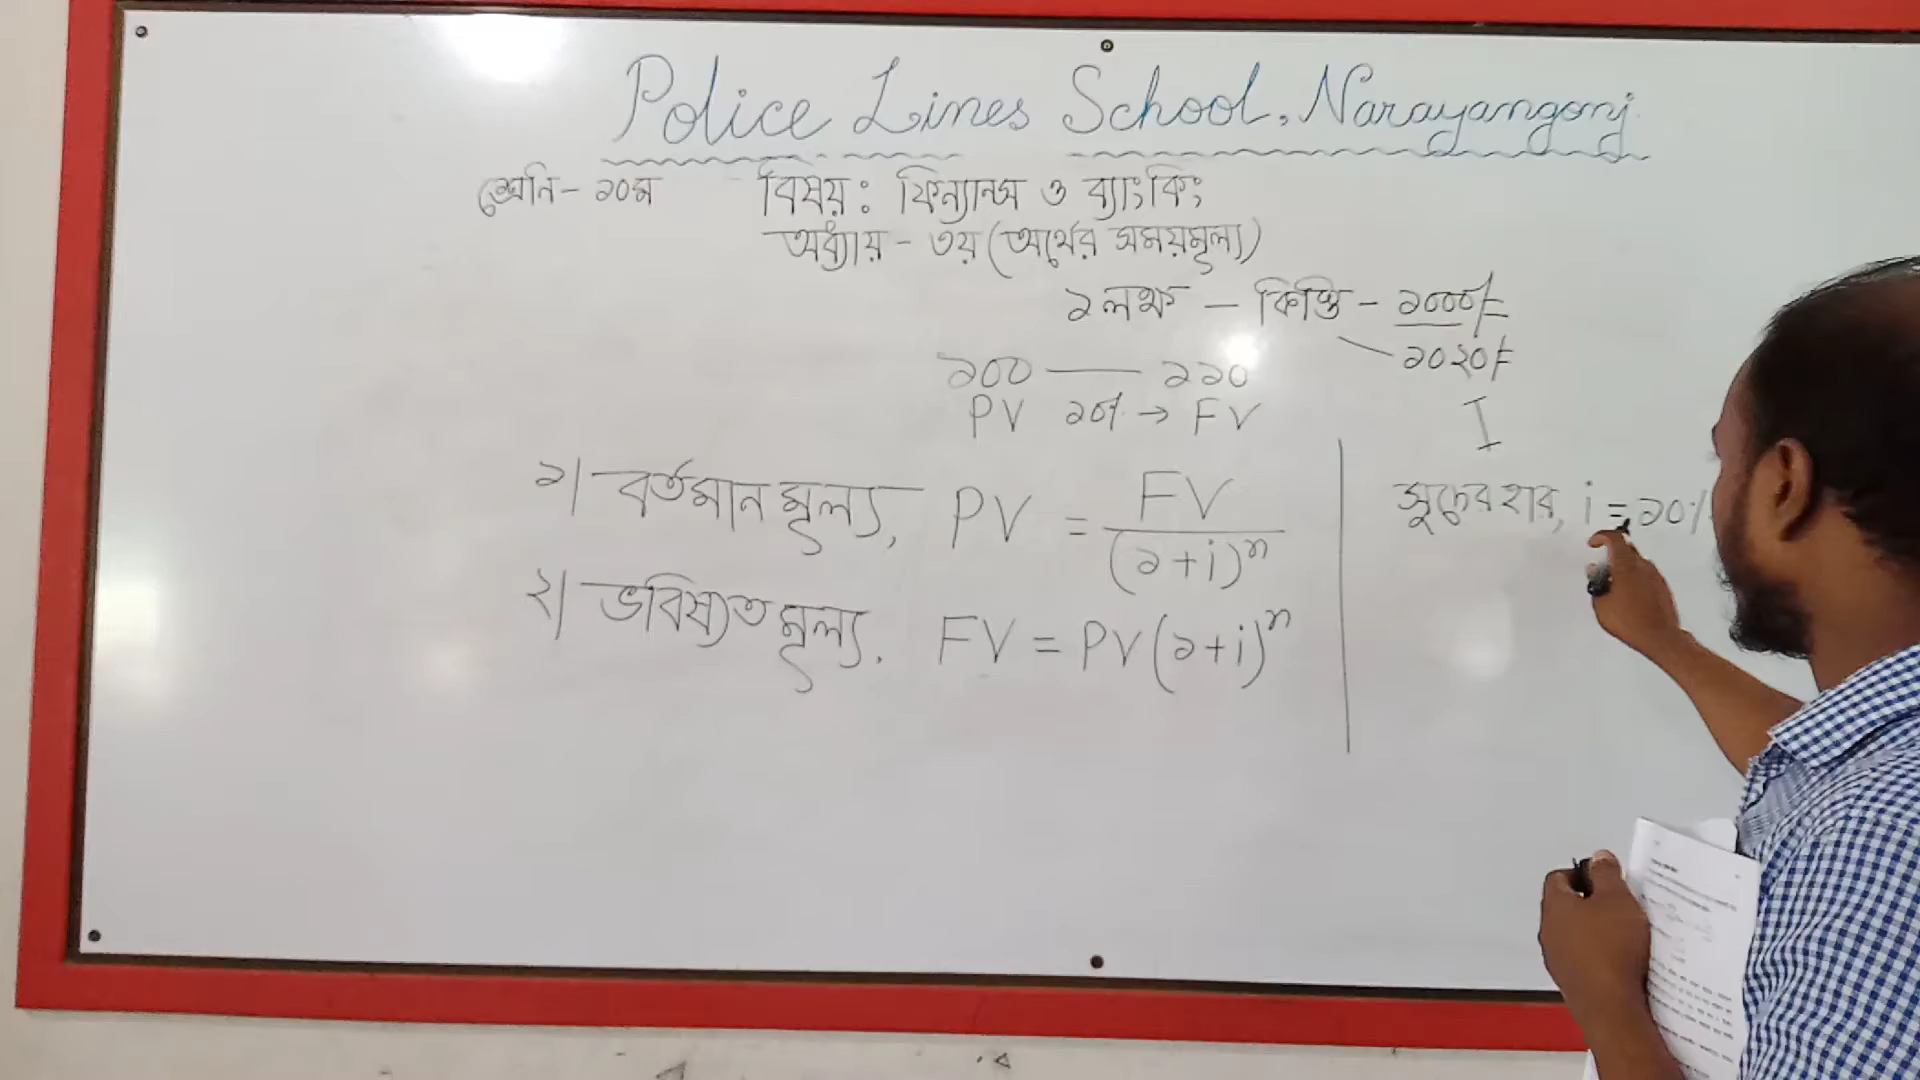 Police Lines School, Narayangonj.
শ্রেনি - ১০ম
বিষয়ঃ ফিন্যান্স ও ব্যাংকিং
অধ্যায় - ৩য় (অর্থের সময়মূল্য)
১ লক্ষ - কিস্তি - ১০০০/=
১০২০/=
১০০ — ১১০
PV ১০% → FV
I
১। বর্তমান মূল্য, PV = FV / (১+i)^n
২। ভবিষ্যত মূল্য. FV = PV(১+i)^n
সুদের হার, i = ১০%